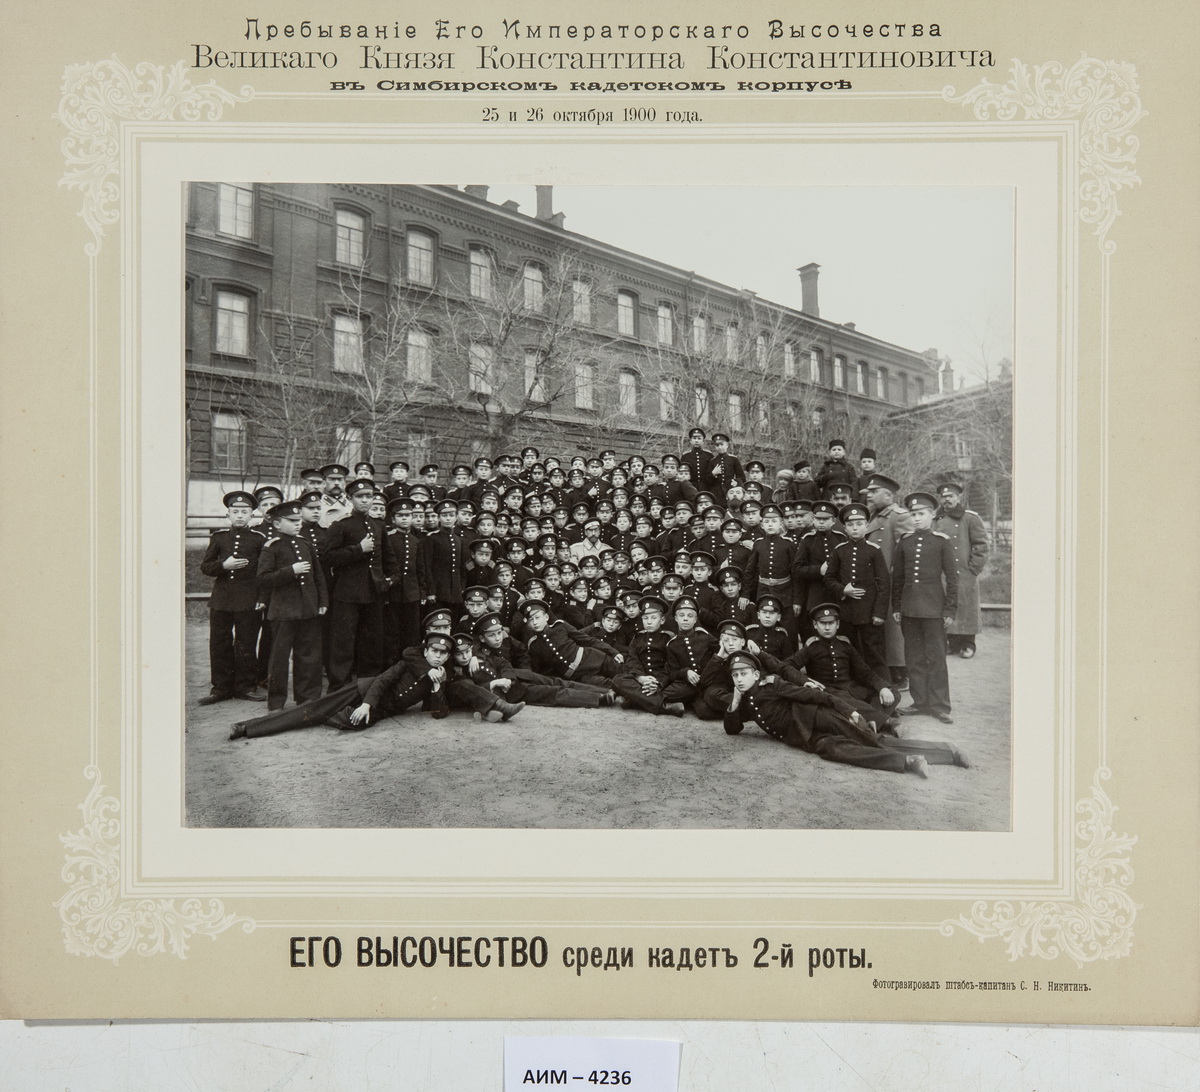 Пребываніе Его Императорскаго Высочества
Великаго Князя Константина Константиновича
въ Симбирскомъ кадетскомъ корпусѣ
25 и 26 октября 1900 года.
ЕГО ВЫСОЧЕСТВО среди кадетъ 2-й роты.
Фотогравировалъ штабсъ-капитанъ С. Н. Никитинъ.
АИМ – 4236